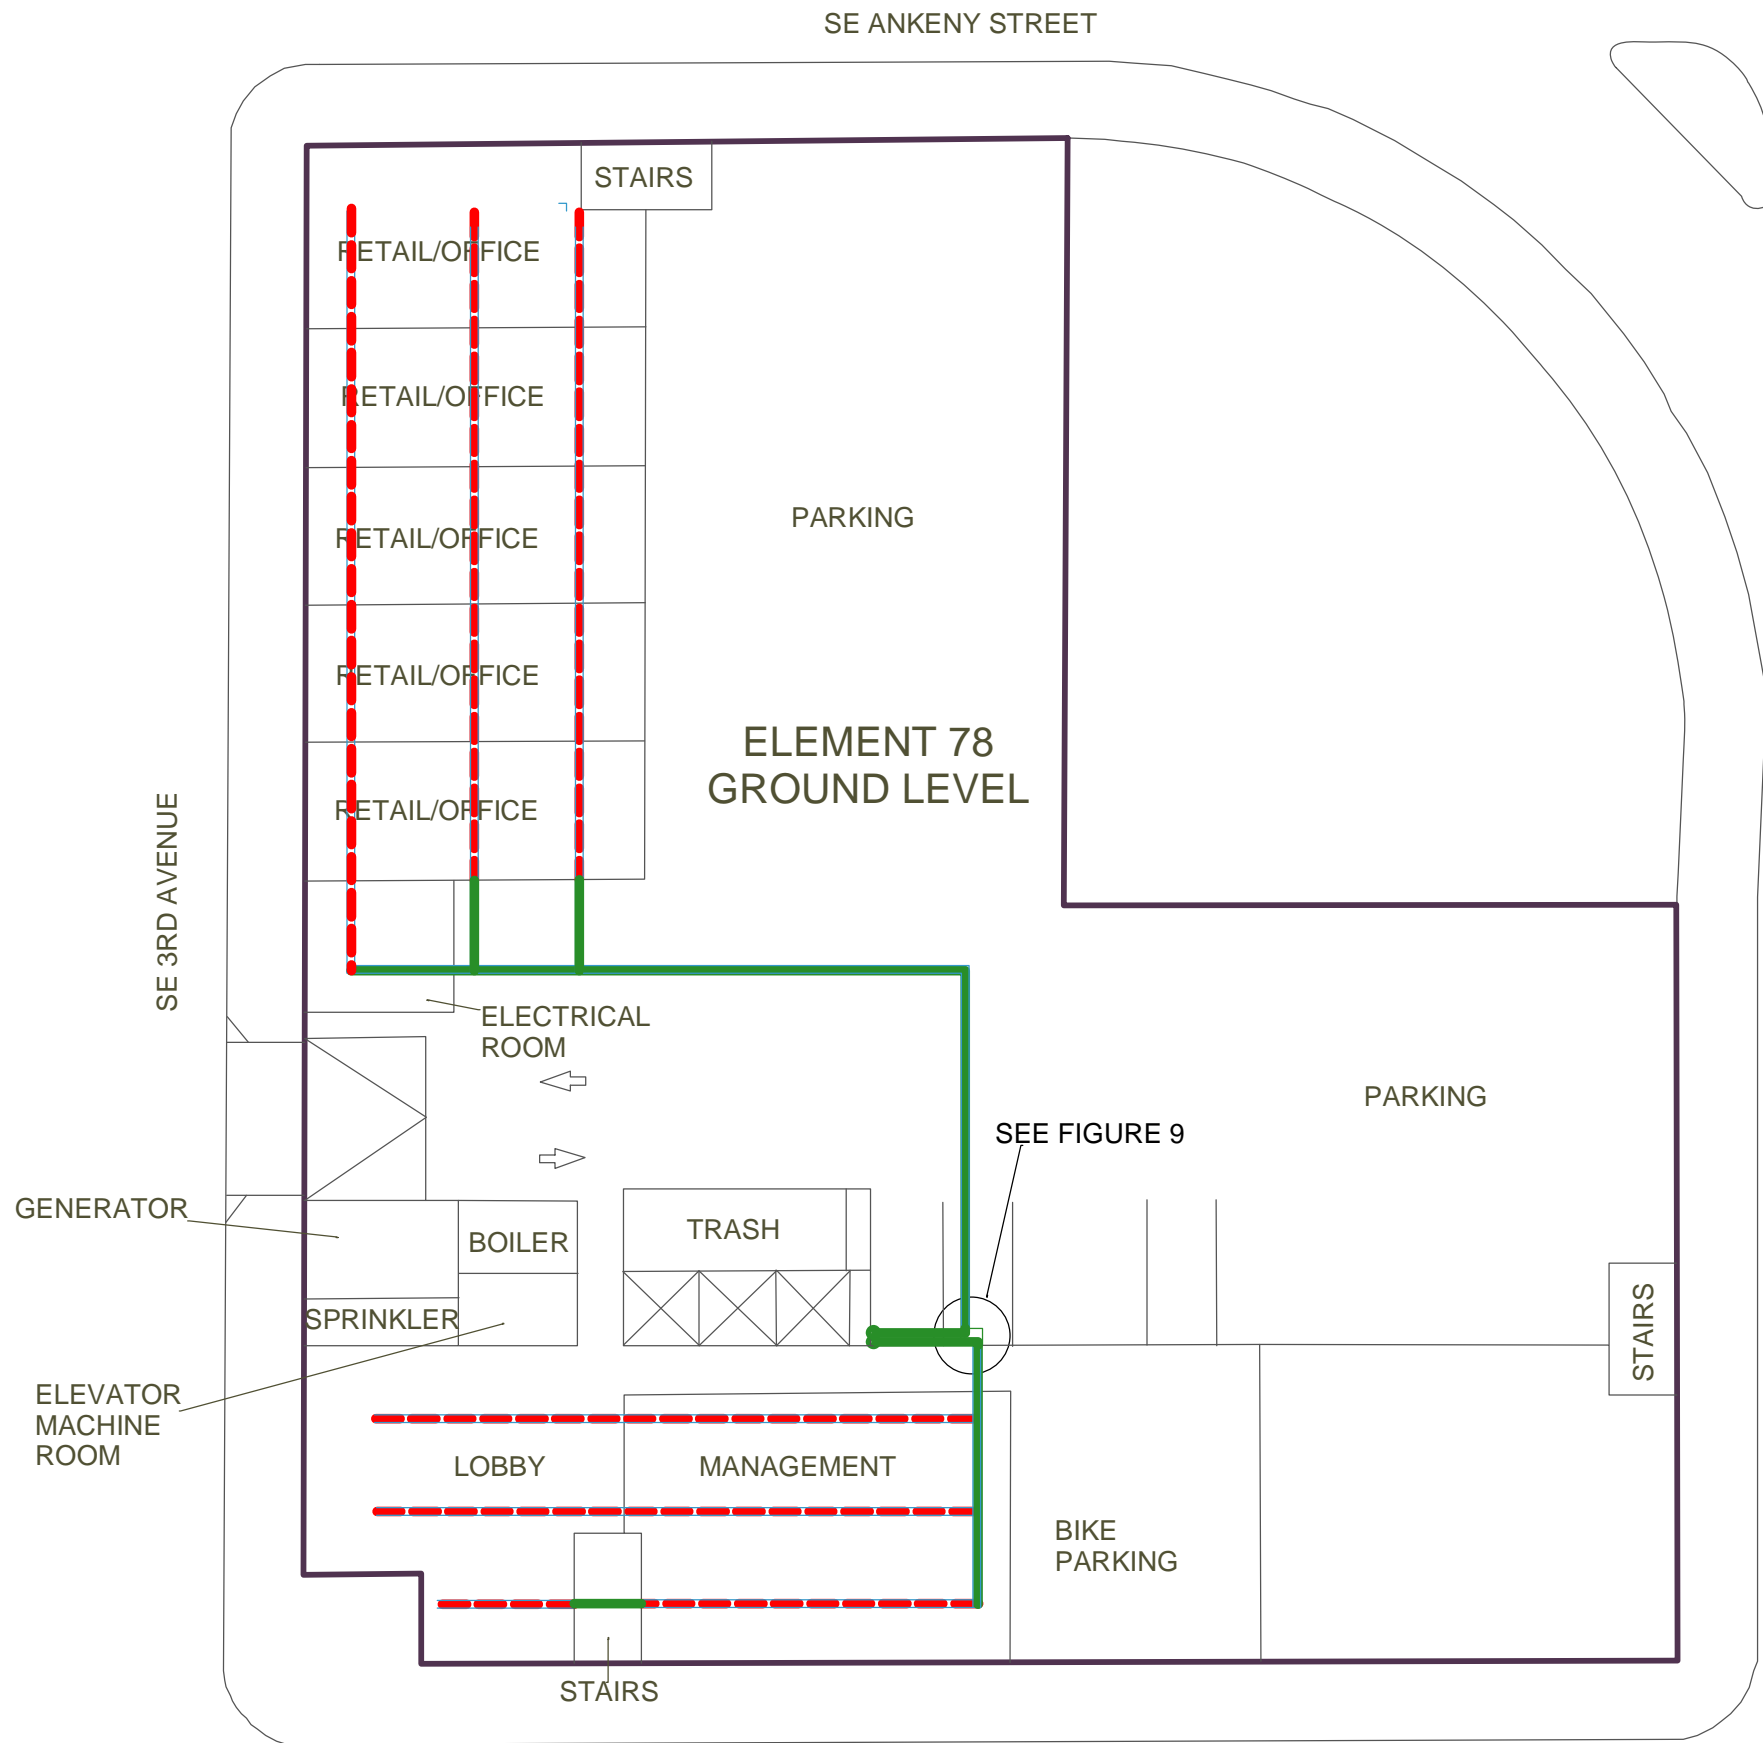 SE ANKENY STREET
STAIRS
RETAIL/OFFICE
RETAIL/OFFICE
PARKING
RETAIL/OFFICE
RETAIL/OFFICE
ELEMENT 78
GROUND LEVEL
RETAIL/OFFICE
SE 3RD AVENUE
ELECTRICAL
ROOM
PARKING
SEE FIGURE 9
GENERATOR
BOILER
TRASH
SPRINKLER
STAIRS
ELEVATOR
MACHINE
ROOM
LOBBY
MANAGEMENT
BIKE
PARKING
STAIRS